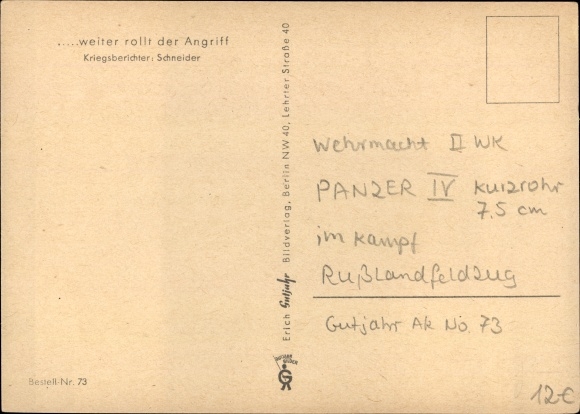 .....weiter rollt der Angriff
Kriegsberichter: Schneider
Erich Gutjahr Bildverlag, Berlin NW 40, Lehrter Straße 40
Wehrmacht II WK
PANZER IV Kurzrohr
7.5 cm
im Kampf
Rußlandfeldzug
Gutjahr Ak No. 73
Bestell-Nr. 73
12€